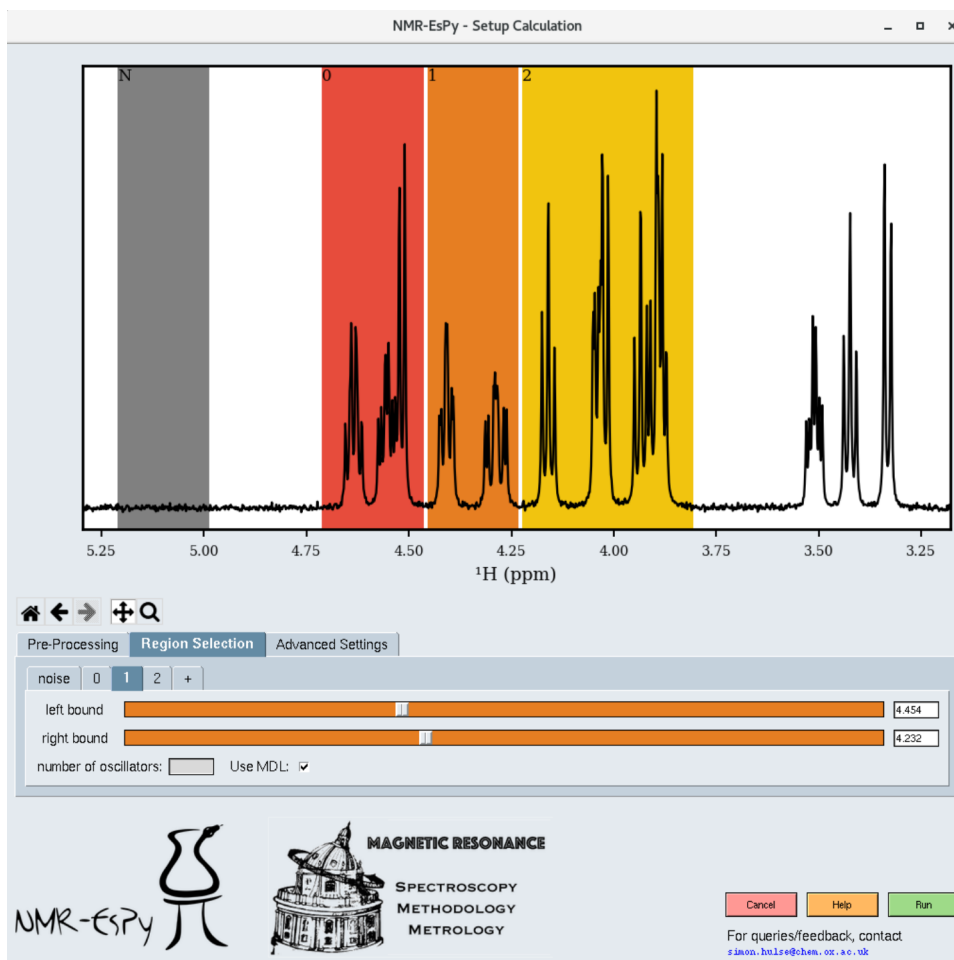 NMR-EsPy - Setup Calculation
N 0 1 2
5.25 5.00 4.75 4.50 4.25 4.00 3.75 3.50 3.25
¹H (ppm)
Pre-Processing Region Selection Advanced Settings
noise 0 1 2 +
left bound 4.454
right bound 4.232
number of oscillators: Use MDL:
NMR-EsPy
MAGNETIC RESONANCE
SPECTROSCOPY
METHODOLOGY
METROLOGY
Cancel Help Run
For queries/feedback, contact
simon.hulse@chem.ox.ac.uk